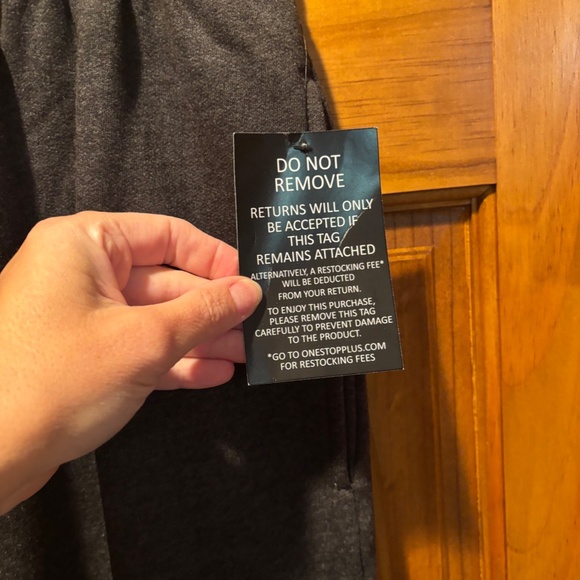 DO NOT
REMOVE
RETURNS WILL ONLY
BE ACCEPTED IF
THIS TAG
REMAINS ATTACHED
ALTERNATIVELY, A RESTOCKING FEE*
WILL BE DEDUCTED
FROM YOUR RETURN.
TO ENJOY THIS PURCHASE,
PLEASE REMOVE THIS TAG
CAREFULLY TO PREVENT DAMAGE
TO THE PRODUCT.
*GO TO ONESTOPPLUS.COM
FOR RESTOCKING FEES